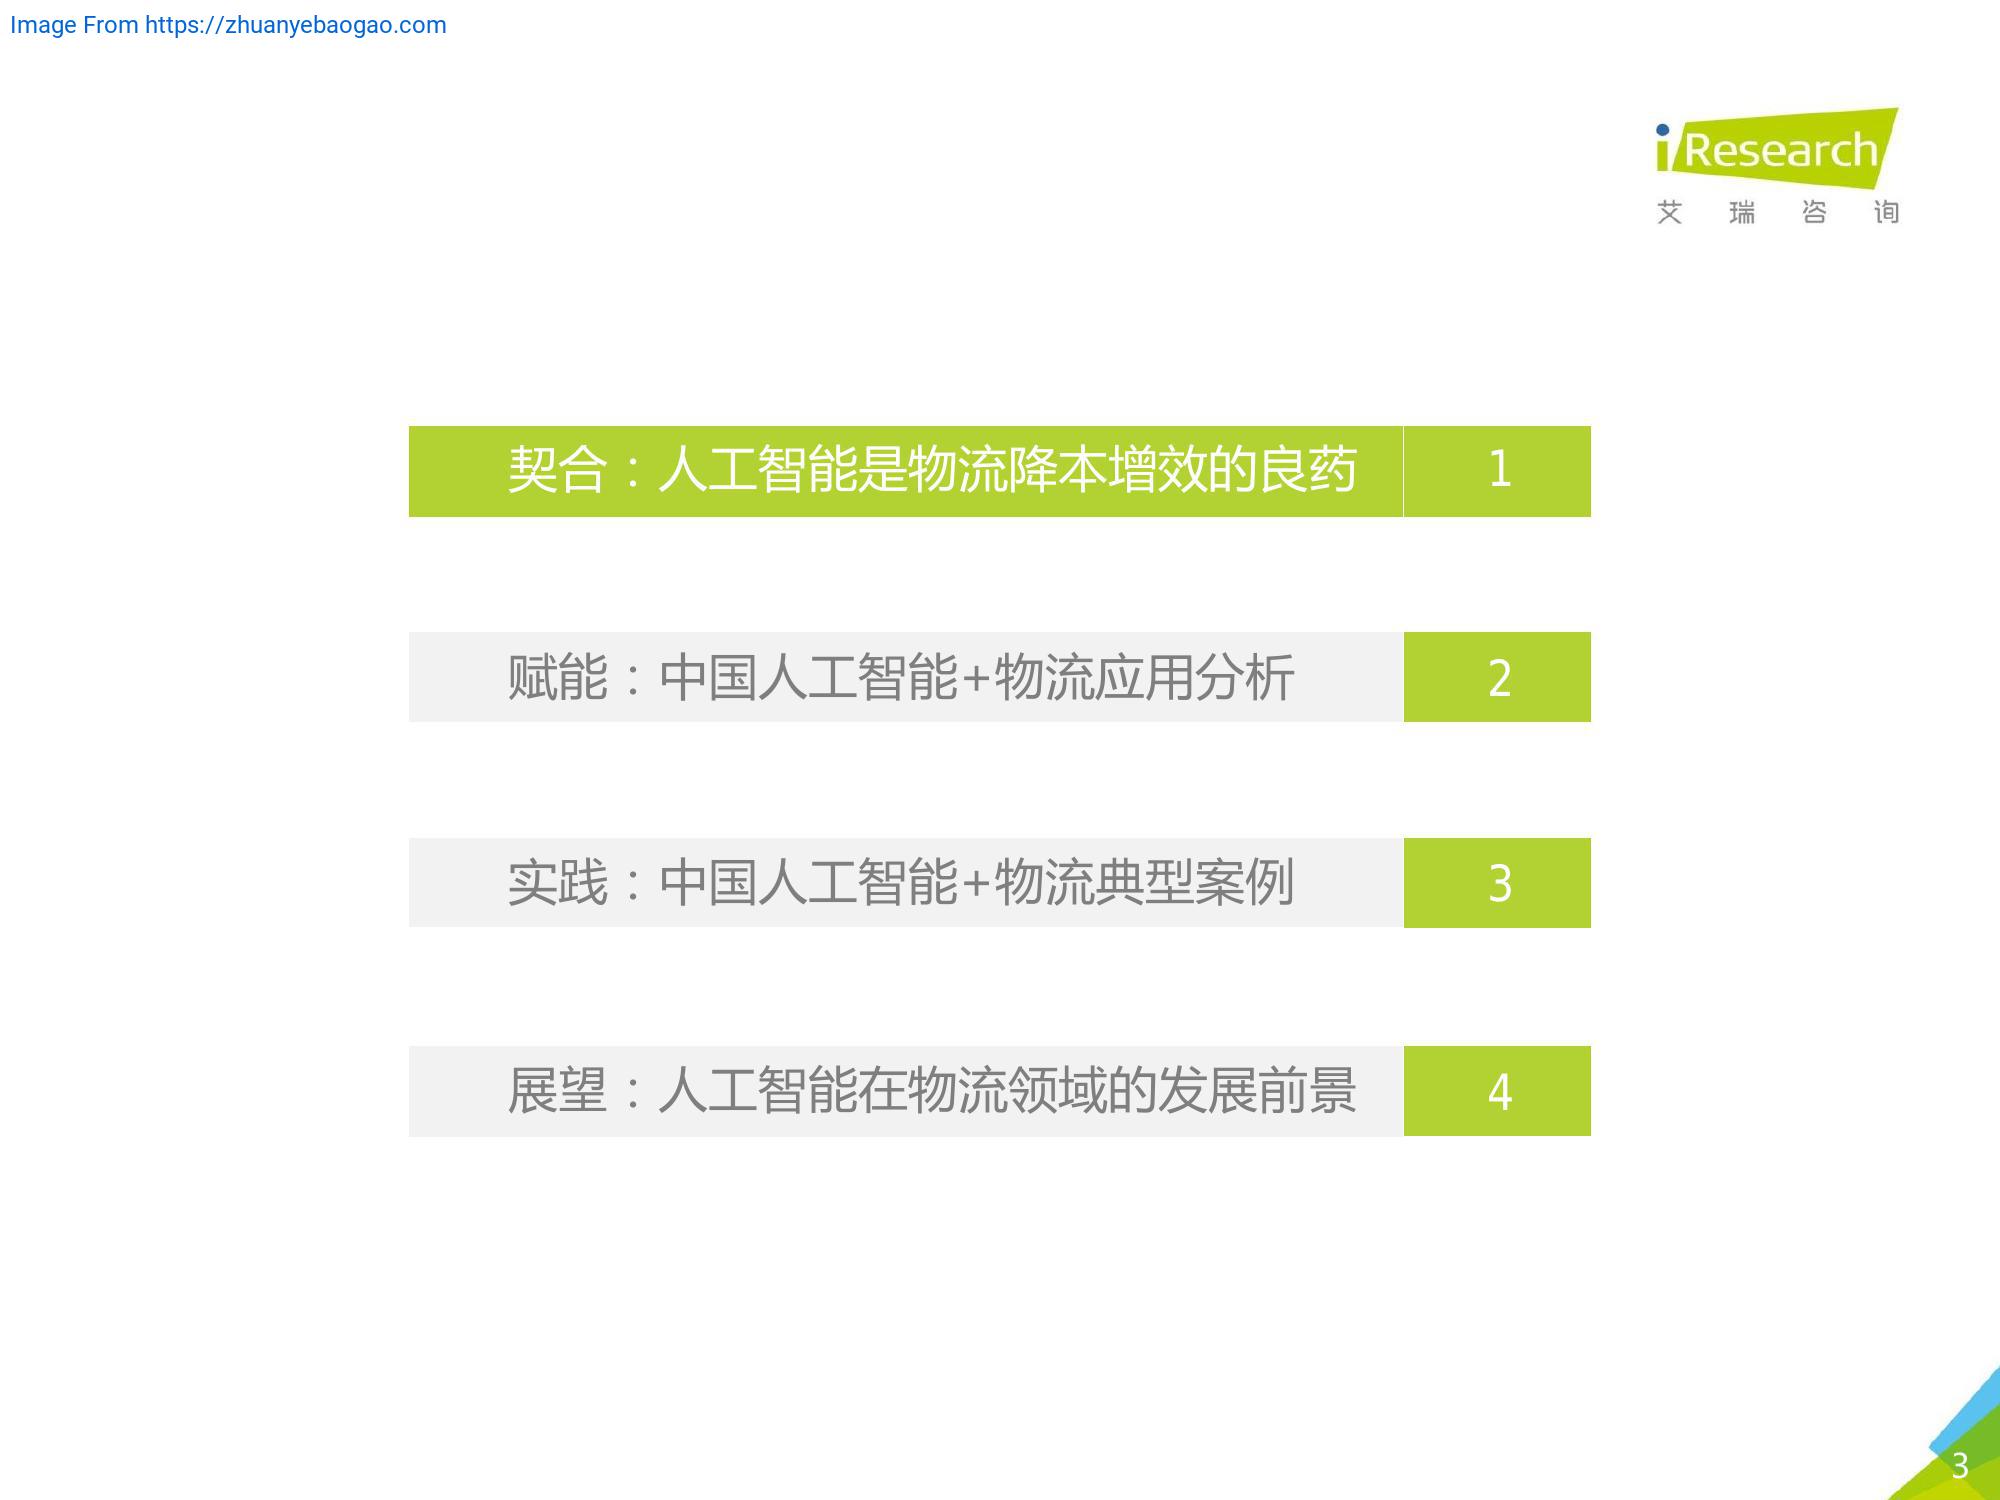 Image From https://zhuanyebaogao.com
iResearch
艾瑞咨询
契合：人工智能是物流降本增效的良药 1
赋能：中国人工智能+物流应用分析 2
实践：中国人工智能+物流典型案例 3
展望：人工智能在物流领域的发展前景 4
3